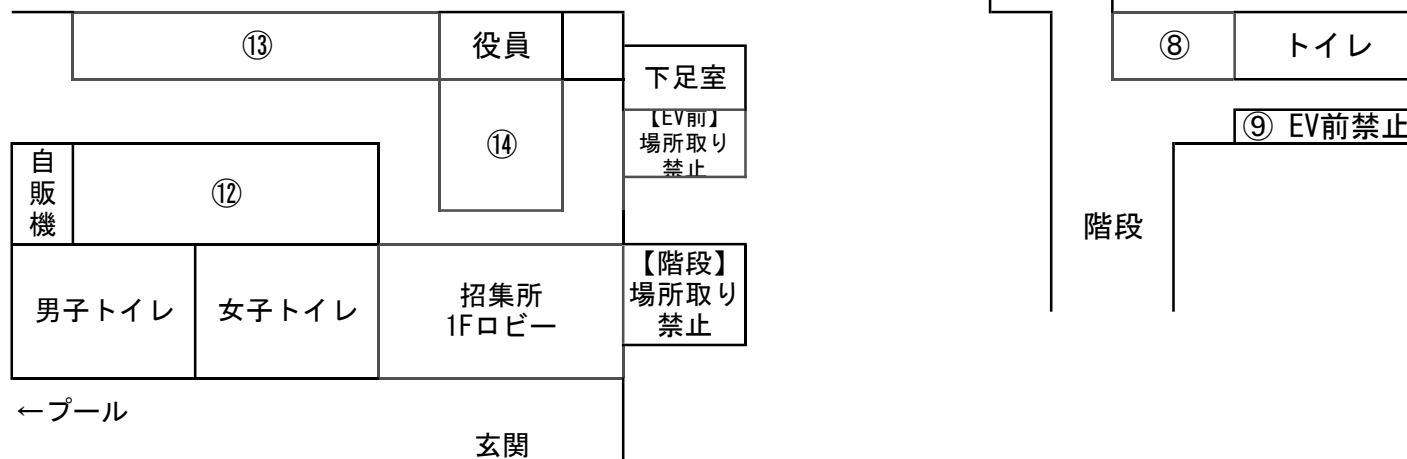 ⑬
役員
下足室
【EV前】
場所取り
禁止
⑭
自
販
機
⑫
男子トイレ
女子トイレ
招集所
1Fロビー
【階段】
場所取り
禁止
←プール
玄関
⑧
トイレ
⑨ EV前禁止
階段